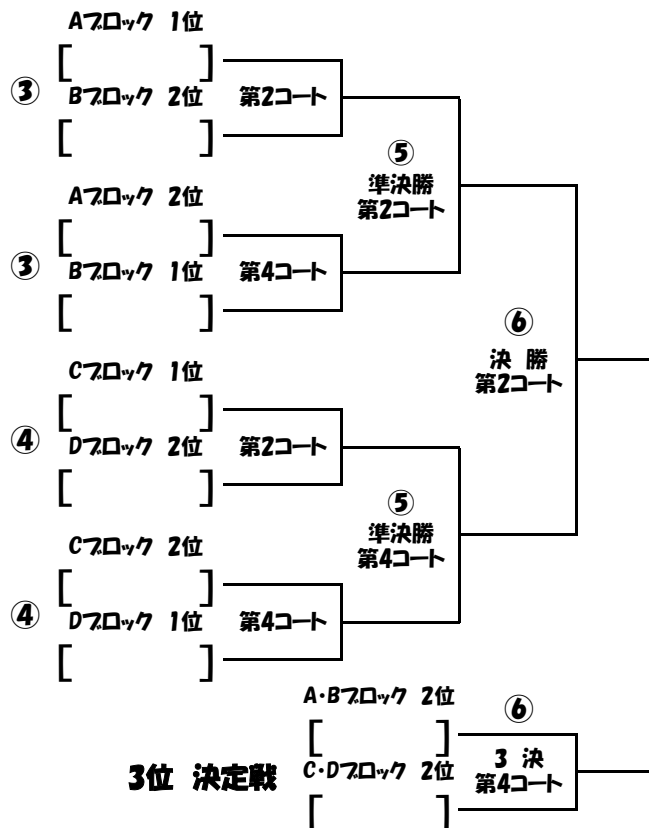 Aブロック 1位
[ ]
③ Bブロック 2位 第2コート
[ ]
⑤
準決勝
第2コート
Aブロック 2位
[ ]
③ Bブロック 1位 第4コート
[ ]
⑥
決 勝
第2コート
Cブロック 1位
[ ]
④ Dブロック 2位 第2コート
[ ]
⑤
準決勝
第4コート
Cブロック 2位
[ ]
④ Dブロック 1位 第4コート
[ ]
A・Bブロック 2位
[ ]
⑥
3位 決定戦 C・Dブロック 2位
[ ]
3 決
第4コート